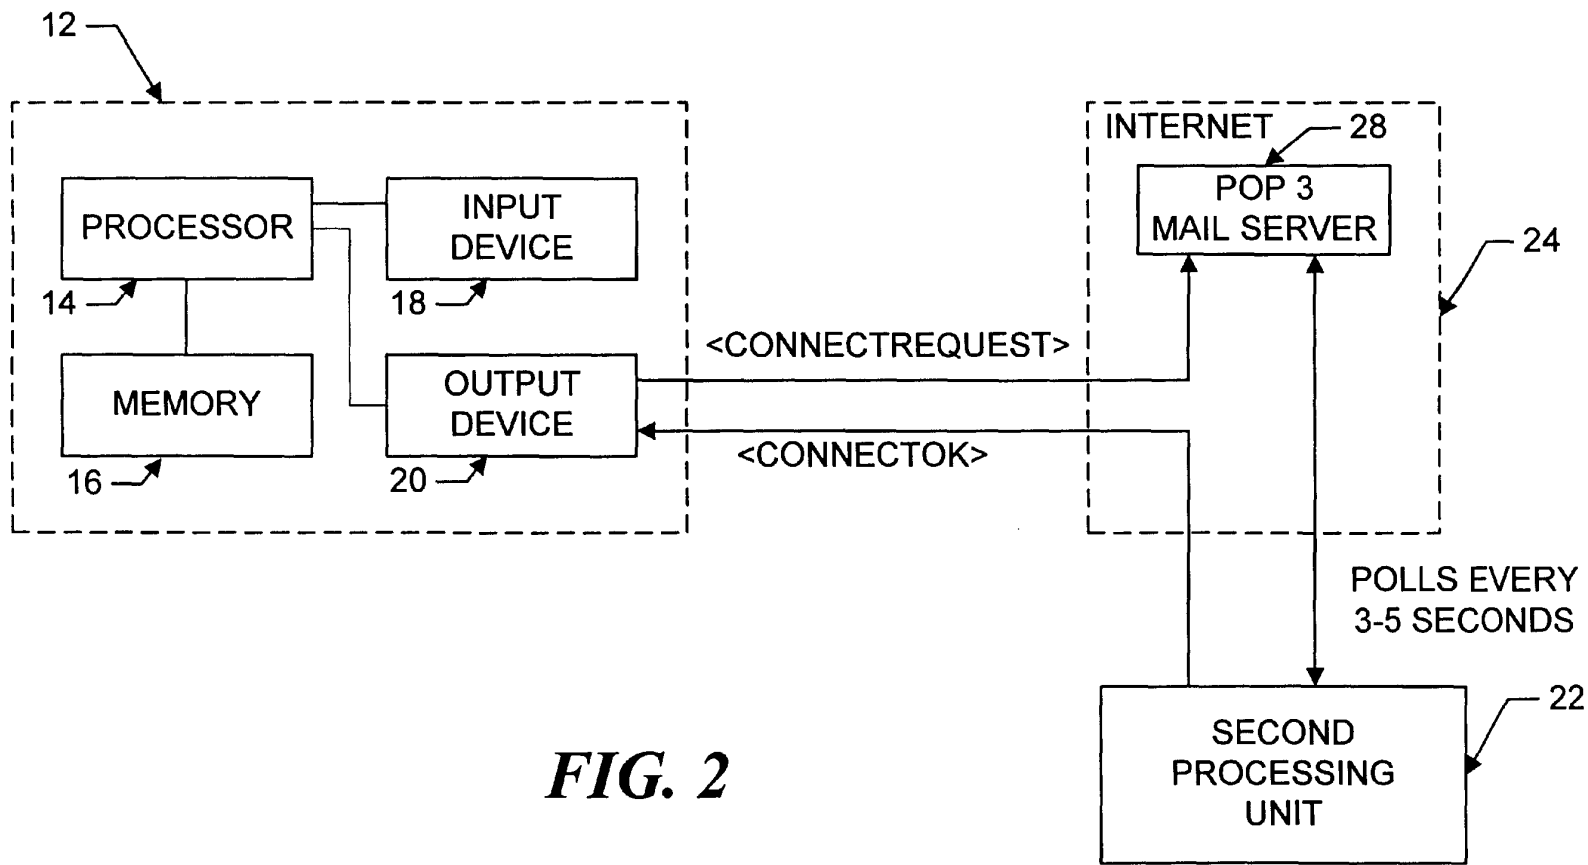 12
INTERNET
28
PROCESSOR
INPUT
DEVICE
POP 3
MAIL SERVER
24
14
18
<CONNECTREQUEST>
MEMORY
OUTPUT
DEVICE
<CONNECTOK>
16
20
POLLS EVERY
3-5 SECONDS
22
SECOND
PROCESSING
UNIT
FIG. 2